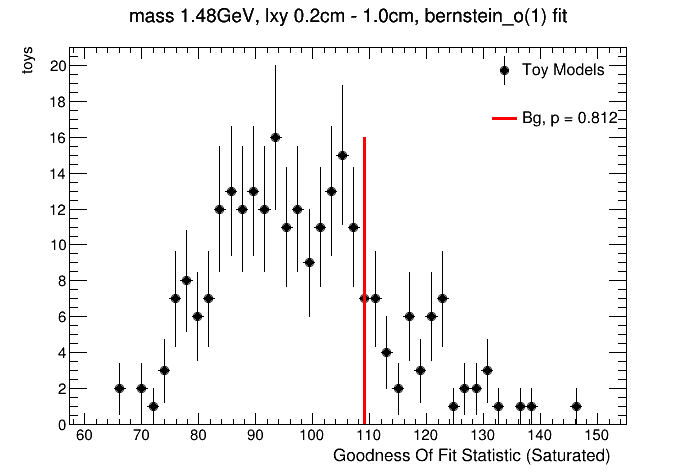 mass 1.48GeV, lxy 0.2cm - 1.0cm, bernstein_o(1) fit
toys
Toy Models
Bg, p = 0.812
20
18
16
14
12
10
8
6
4
2
0
60 70 80 90 100 110 120 130 140 150
Goodness Of Fit Statistic (Saturated)